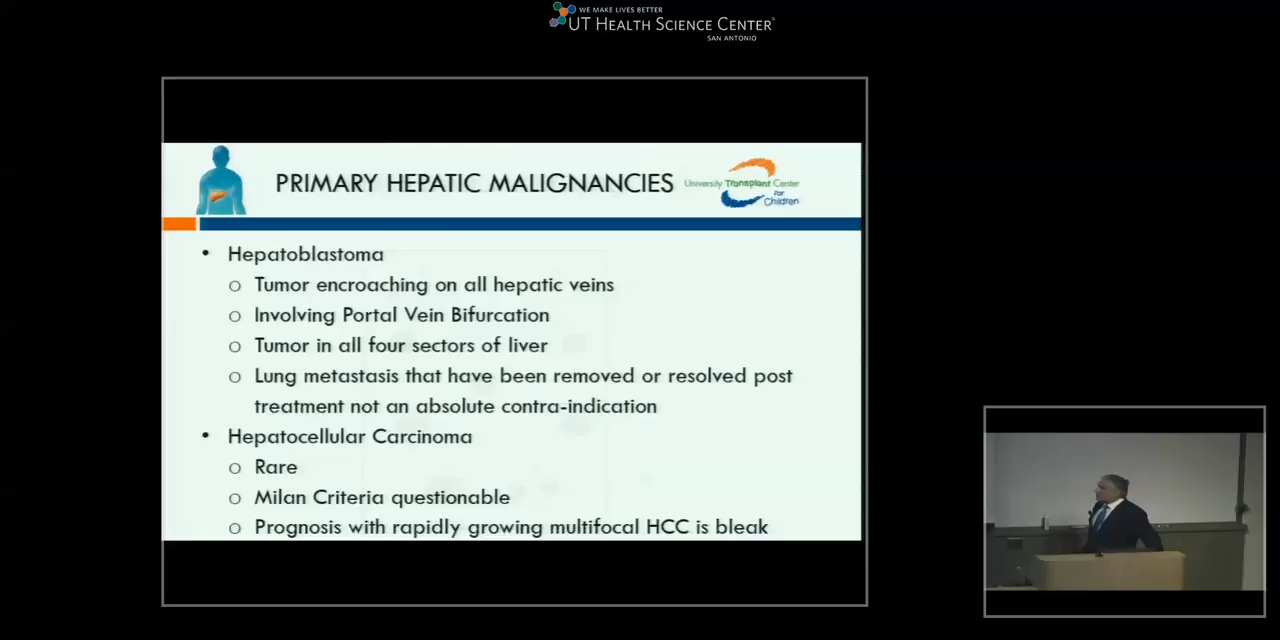 WE MAKE LIVES BETTER
UT HEALTH SCIENCE CENTER®
SAN ANTONIO
PRIMARY HEPATIC MALIGNANCIES
University Transplant Center
for
Children
• Hepatoblastoma
o Tumor encroaching on all hepatic veins
o Involving Portal Vein Bifurcation
o Tumor in all four sectors of liver
o Lung metastasis that have been removed or resolved post
treatment not an absolute contra-indication
• Hepatocellular Carcinoma
o Rare
o Milan Criteria questionable
o Prognosis with rapidly growing multifocal HCC is bleak